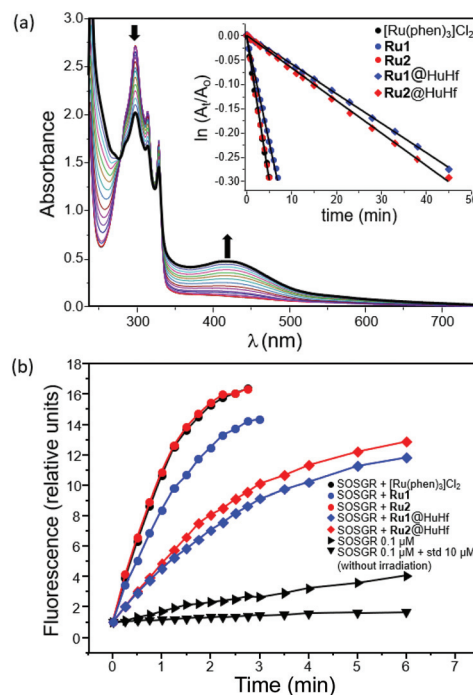 (a)
3.0
2.5
2.0
1.5
1.0
0.5
0.0
Absorbance
300 400 500 600 700
λ (nm)
0.00
-0.05
-0.10
-0.15
-0.20
-0.25
-0.30
ln (At/Ao)
0 10 20 30 40 50
time (min)
[Ru(phen)3]Cl2
Ru1
Ru2
Ru1@HuHf
Ru2@HuHf
(b)
18
16
14
12
10
8
6
4
2
0
Fluorescence (relative units)
SOSGR + [Ru(phen)3]Cl2
SOSGR + Ru1
SOSGR + Ru2
SOSGR + Ru1@HuHf
SOSGR + Ru2@HuHf
SOSGR 0.1 µM
SOSGR 0.1 µM + std 10 µM
(without irradiation)
0 1 2 3 4 5 6 7
Time (min)